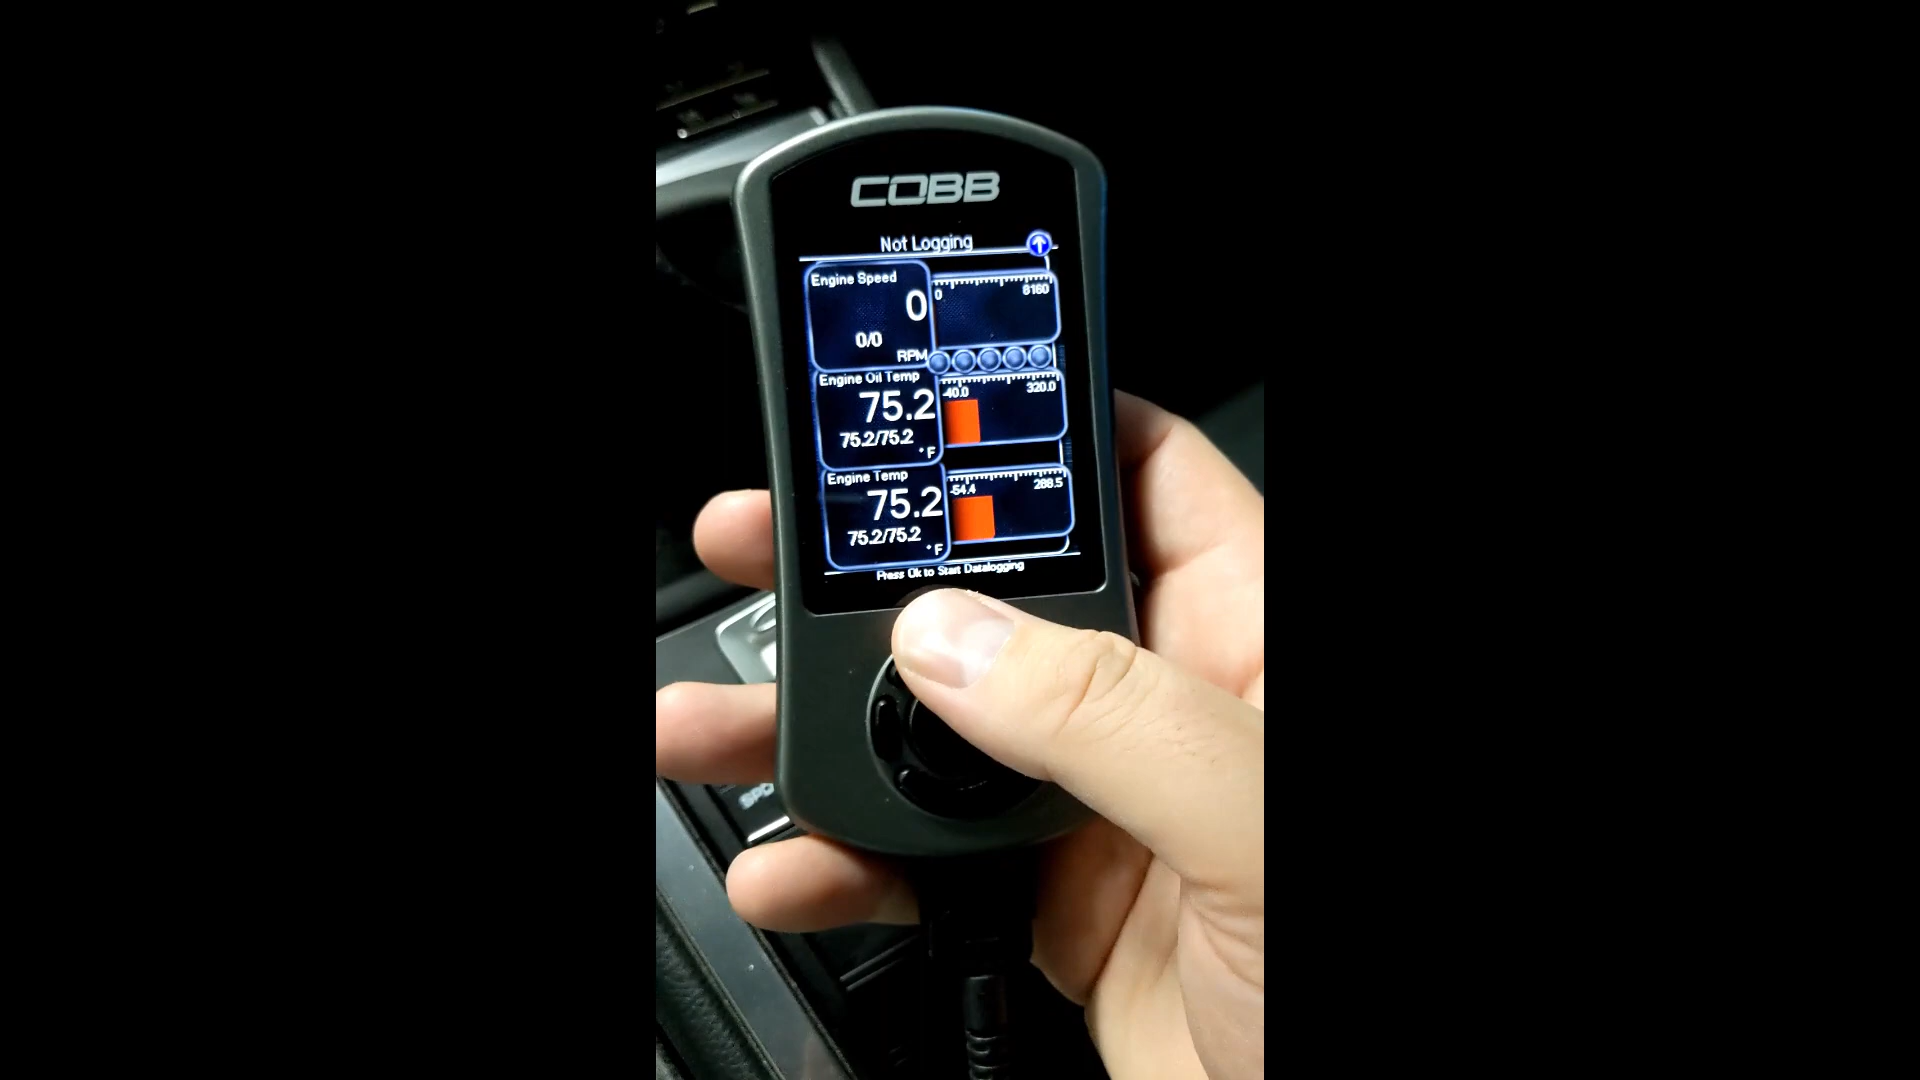 COBB
Not Logging
Engine Speed
0
0/0
RPM
0
8160
Engine Oil Temp
75.2
75.2/75.2
°F
-40.0
320.0
Engine Temp
75.2
75.2/75.2
°F
-54.4
288.5
Press Ok to Start Datalogging